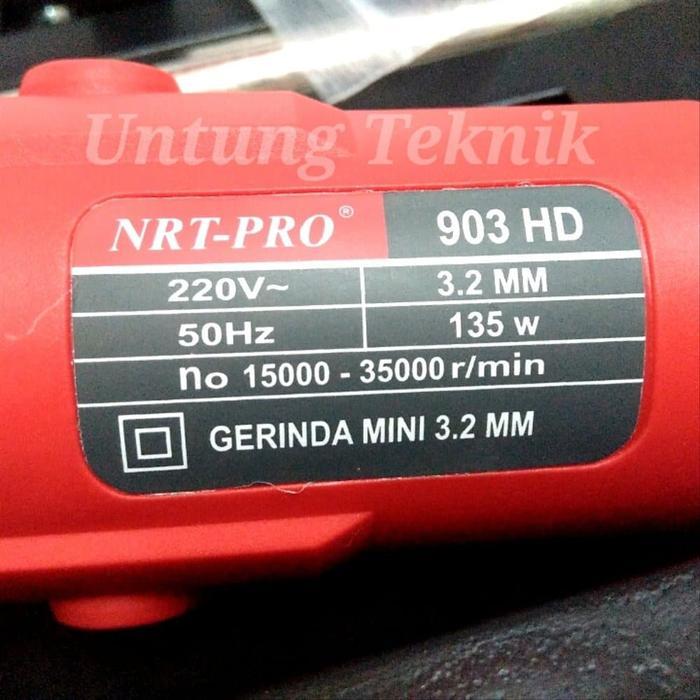 Untung Teknik
NRT-PRO® 903 HD
220V~ 3.2 MM
50Hz 135 w
no 15000 - 35000 r/min
GERINDA MINI 3.2 MM